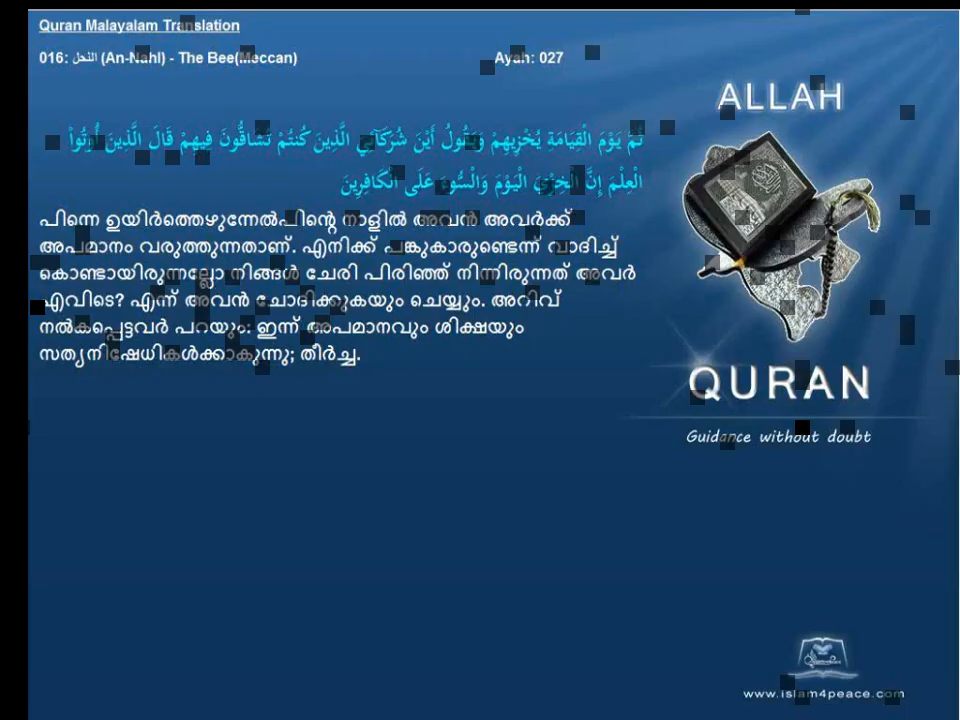 Quran Malayalam Translation
016: النحل (An-Nahl) - The Bee(Meccan) Ayah: 027
ALLAH
ثُمَّ يَوْمَ الْقِيَامَةِ يُخْزِيهِمْ وَيَقُولُ أَيْنَ شُرَكَآئِيَ الَّذِينَ كُنتُمْ تُشَاقُّونَ فِيهِمْ قَالَ الَّذِينَ أُوتُواْ
الْعِلْمَ إِنَّ الْخِزْيَ الْيَوْمَ وَالْسُّوءَ عَلَى الْكَافِرِينَ
പിന്നെ ഉയിര്‍ത്തെഴുന്നേല്‍പിന്‍റെ നാളില്‍ അവന്‍ അവര്‍ക്ക്
അപമാനം വരുത്തുന്നതാണ്‌. എനിക്ക് പങ്കുകാരുണ്ടെന്ന് വാദിച്ച്
കൊണ്ടായിരുന്നല്ലോ നിങ്ങള്‍ ചേരി പിരിഞ്ഞ് നിന്നിരുന്നത് അവര്‍
എവിടെ? എന്ന് അവന്‍ ചോദിക്കുകയും ചെയ്യും. അറിവ്
നല്‍കപ്പെട്ടവര്‍ പറയും: ഇന്ന് അപമാനവും ശിക്ഷയും
സത്യനിഷേധികള്‍ക്കാകുന്നു; തീര്‍ച്ച.
QURAN
Guidance without doubt
www.islam4peace.com